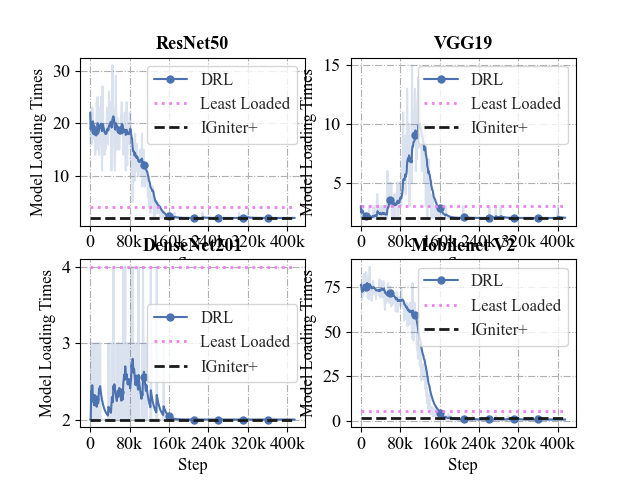 ResNet50
Model Loading Times
30
20
10
DRL
Least Loaded
IGniter+
0 80k 160k 240k 320k 400k
VGG19
Model Loading Times
15
10
5
DRL
Least Loaded
IGniter+
0 80k 160k 240k 320k 400k
DenseNet201
Model Loading Times
4
3
2
DRL
Least Loaded
IGniter+
0 80k 160k 240k 320k 400k
Step
Mobilenet V2
Model Loading Times
75
50
25
0
DRL
Least Loaded
IGniter+
0 80k 160k 240k 320k 400k
Step